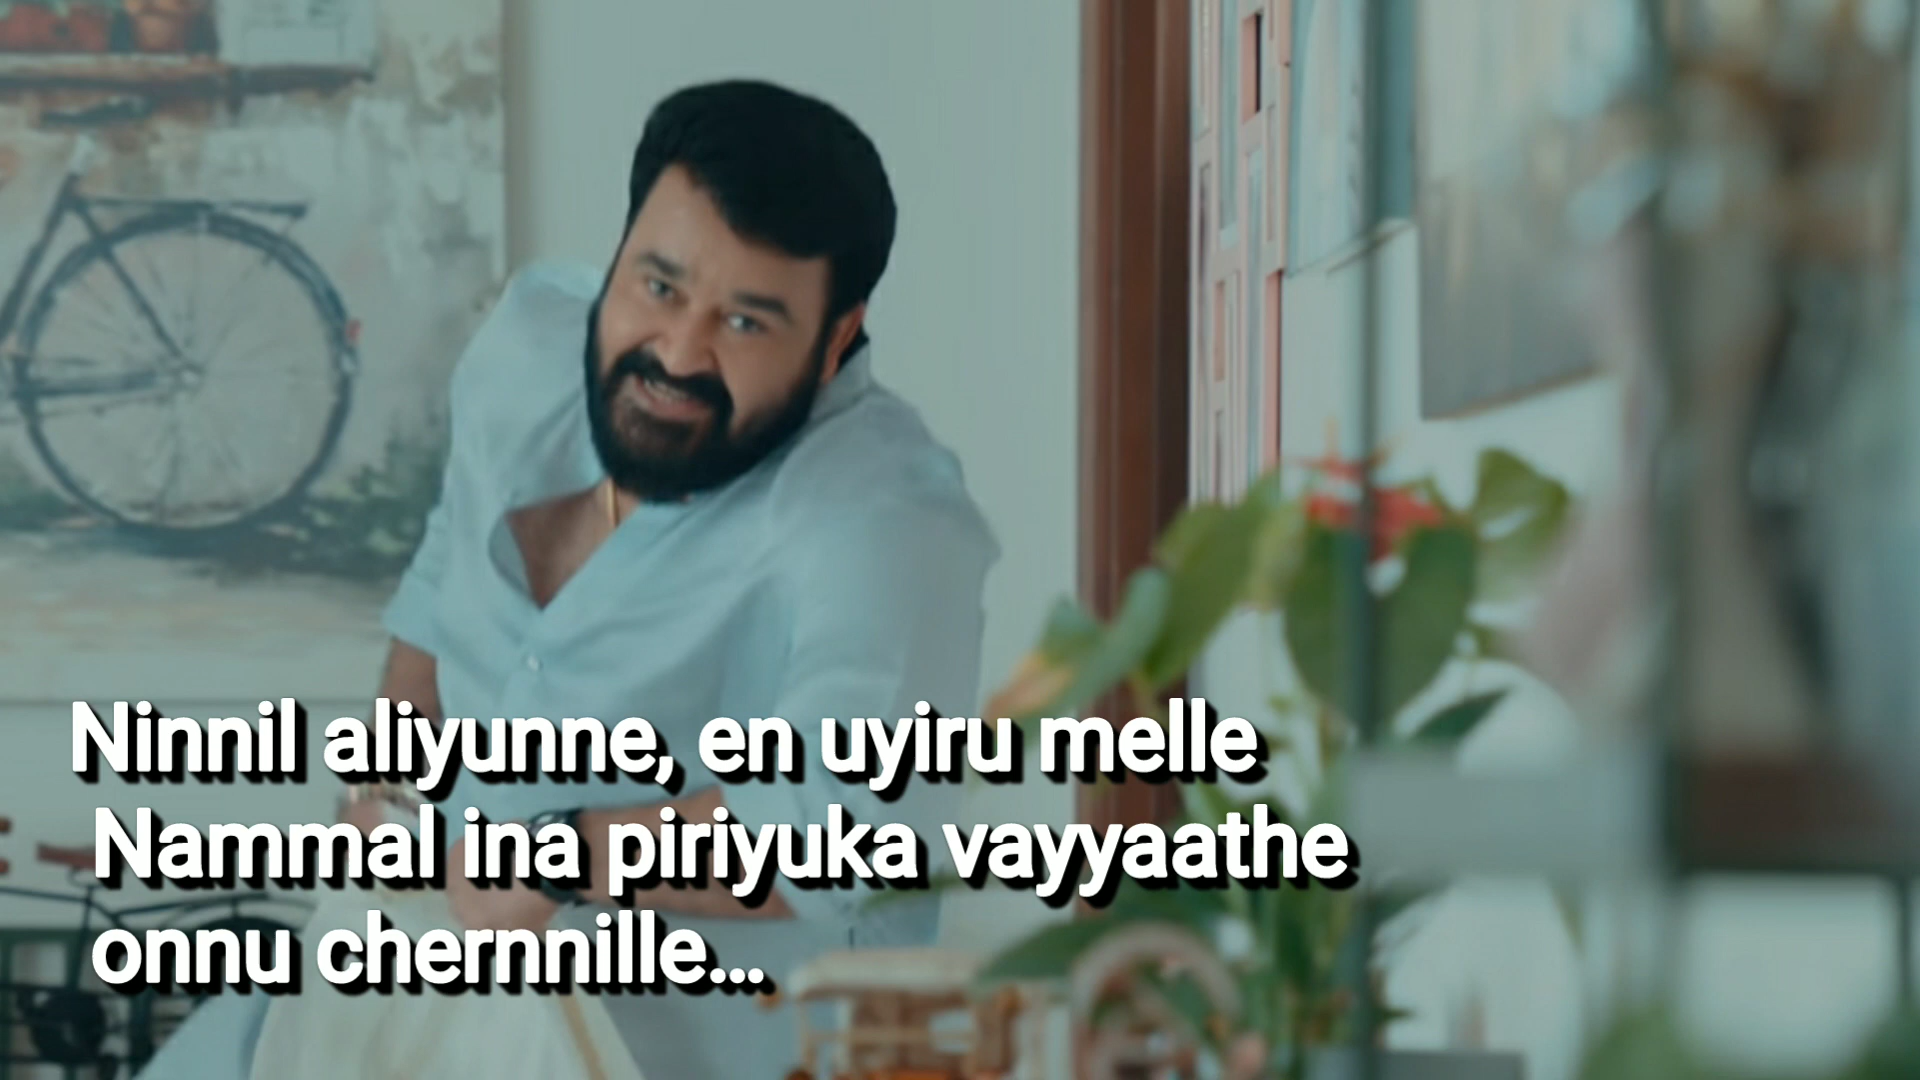 Ninnil aliyunne, en uyiru melle
Nammal ina piriyuka vayyaathe
onnu chernnille...